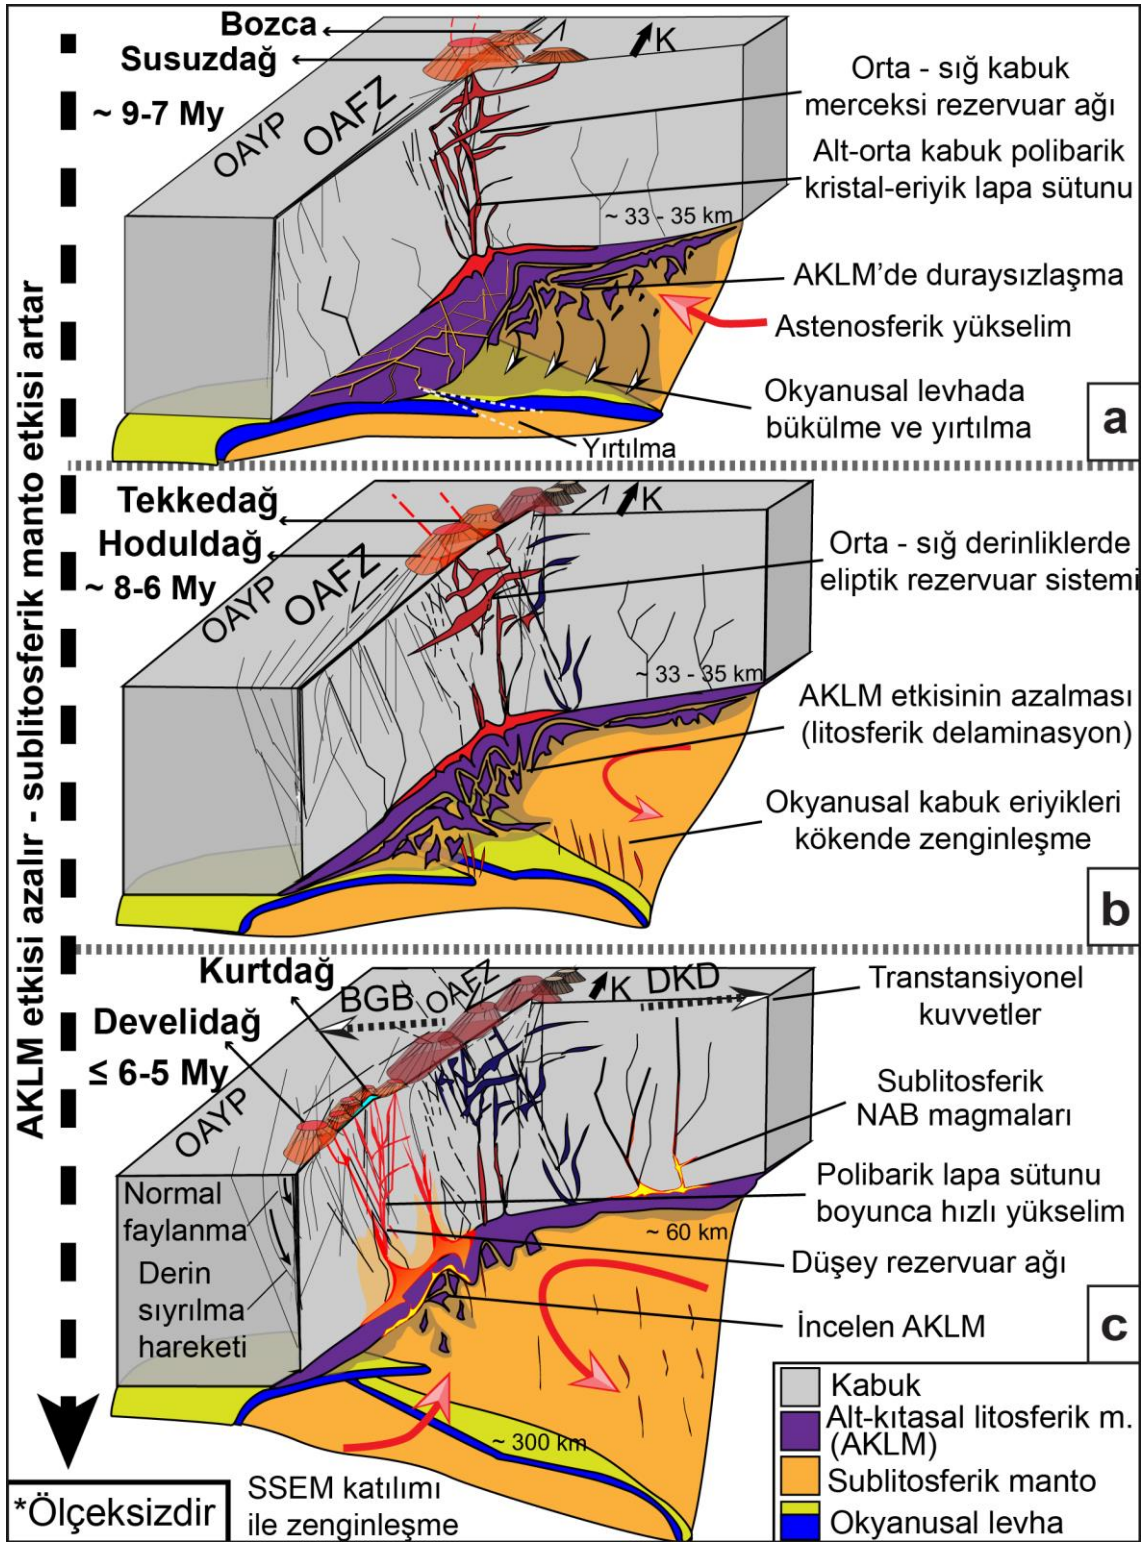 AKLM etkisi azalır - sublitosferik manto etkisi artar
Bozca
Susuzdağ
~ 9-7 My
OAYP
OAFZ
K
Orta - sığ kabuk
merceksi rezervuar ağı
Alt-orta kabuk polibarik
kristal-eriyik lapa sütunu
~ 33 - 35 km
AKLM’de duraysızlaşma
Astenosferik yükselim
Okyanusal levhada
bükülme ve yırtılma
Yırtılma
a
Tekkedağ
Hoduldağ
~ 8-6 My
OAYP
OAFZ
K
Orta - sığ derinliklerde
eliptik rezervuar sistemi
~ 33 - 35 km
AKLM etkisinin azalması
(litosferik delaminasyon)
Okyanusal kabuk eriyikleri
kökende zenginleşme
b
Kurtdağ
Develidağ
≤ 6-5 My
OAYP
BGB
OAFZ
K
DKD
Transtansiyonel
kuvvetler
Sublitosferik
NAB magmaları
Normal
faylanma
Derin
sıyrılma
hareketi
Polibarik lapa sütunu
boyunca hızlı yükselim
~ 60 km
Düşey rezervuar ağı
İncelen AKLM
c
~ 300 km
SSEM katılımı
ile zenginleşme
*Ölçeksizdir
Kabuk
Alt-kıtasal litosferik m.
(AKLM)
Sublitosferik manto
Okyanusal levha